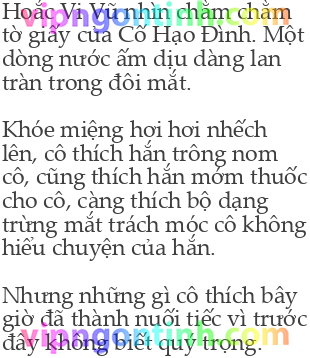 Hoắc Vi Vũ nhìn chằm chằm
tờ giấy của Cố Hạo Đình. Một
dòng nước ấm dịu dàng lan
tràn trong đôi mắt.
Khóe miệng hơi hơi nhếch
lên, cô thích hắn trông nom
cô, cũng thích hắn mớm thuốc
cho cô, càng thích bộ dạng
trừng mắt trách móc cô không
hiểu chuyện của hắn.
Nhưng những gì cô thích bây
giờ đã thành nuối tiếc vì trước
đây không biết quý trọng.
vipngontinh.com
vipngontinh.com